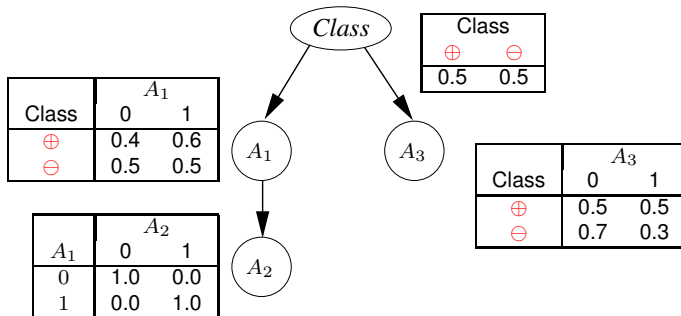 Class
Class
⊕ ⊖
0.5 0.5
A₁
Class 0 1
⊕ 0.4 0.6
⊖ 0.5 0.5
A₁
A₃
A₃
Class 0 1
⊕ 0.5 0.5
⊖ 0.7 0.3
A₂
A₁ 0 1
0 1.0 0.0
1 0.0 1.0
A₂